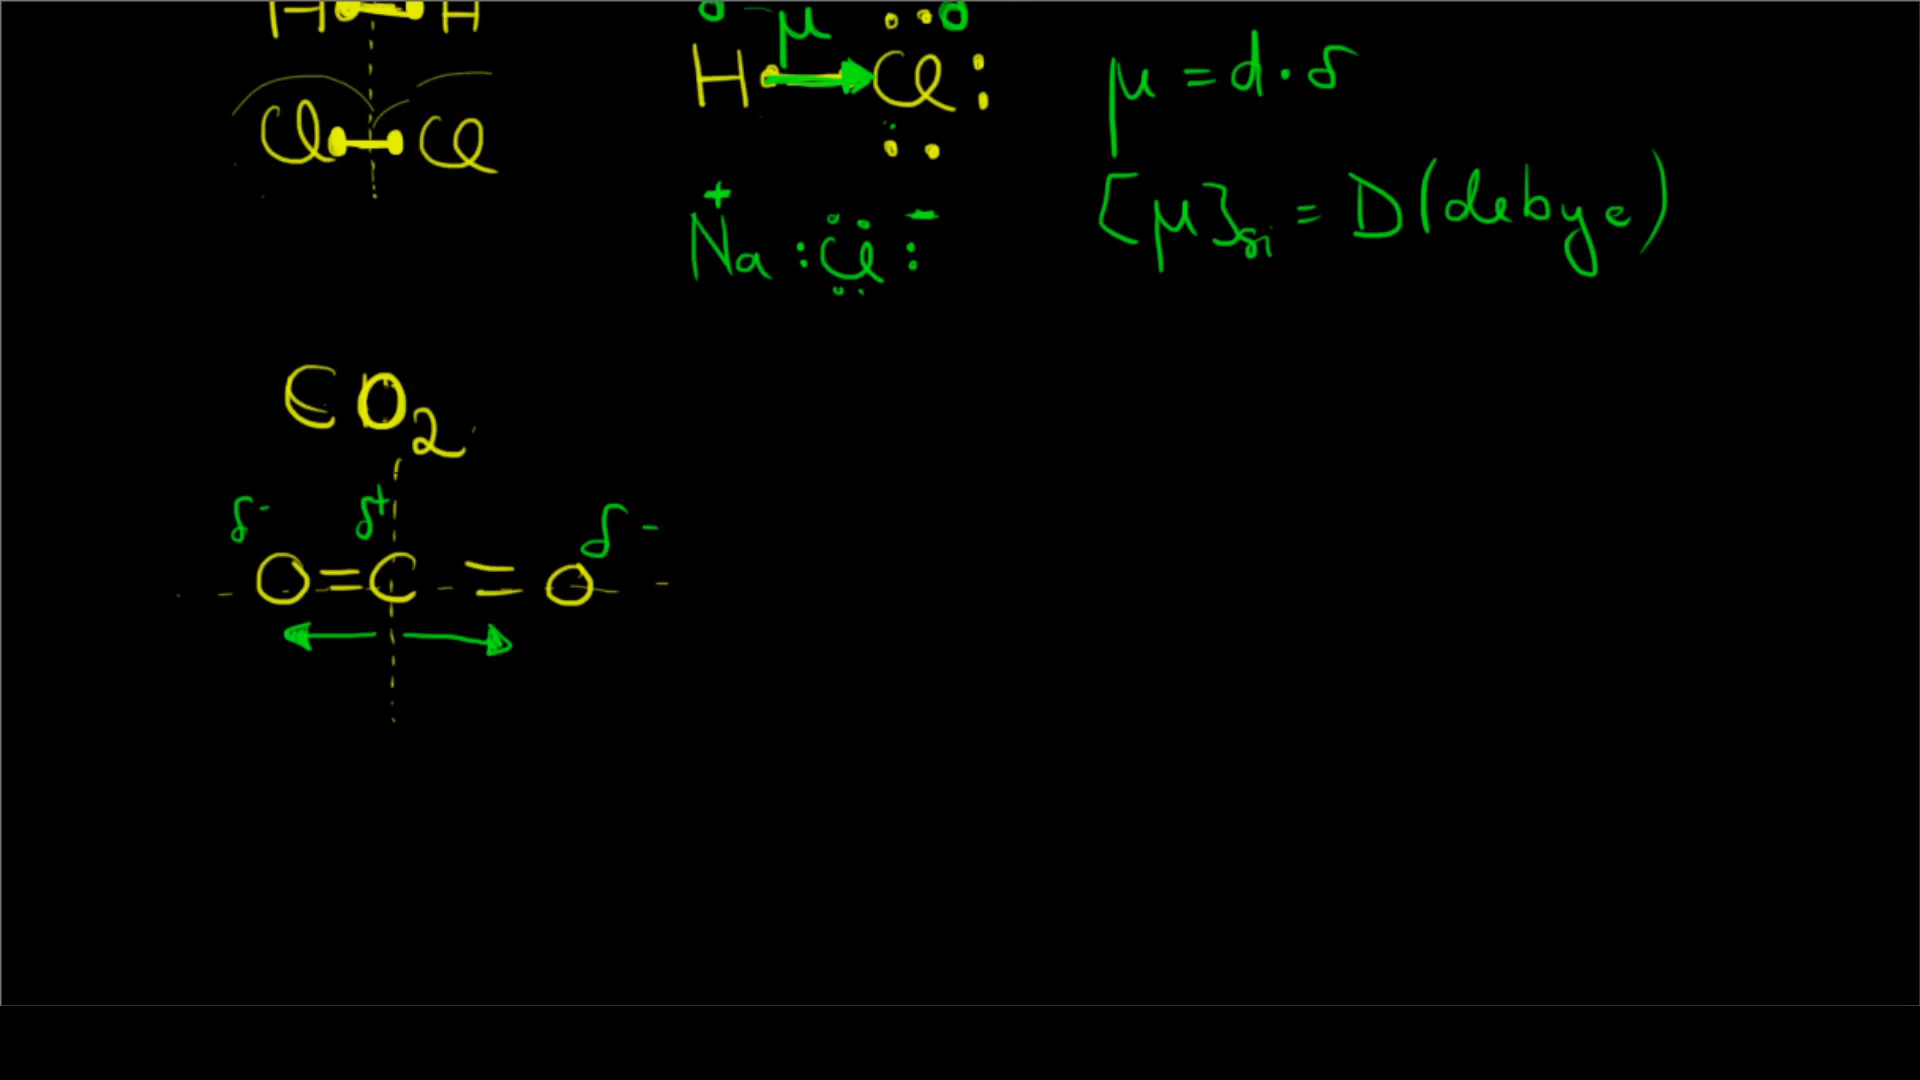 H H
δ μ δ
H Cl
μ = d · δ
Cl Cl
[μ]si = D (debye)
+ -
Na Cl
CO2
δ- δ+ δ-
O=C=O